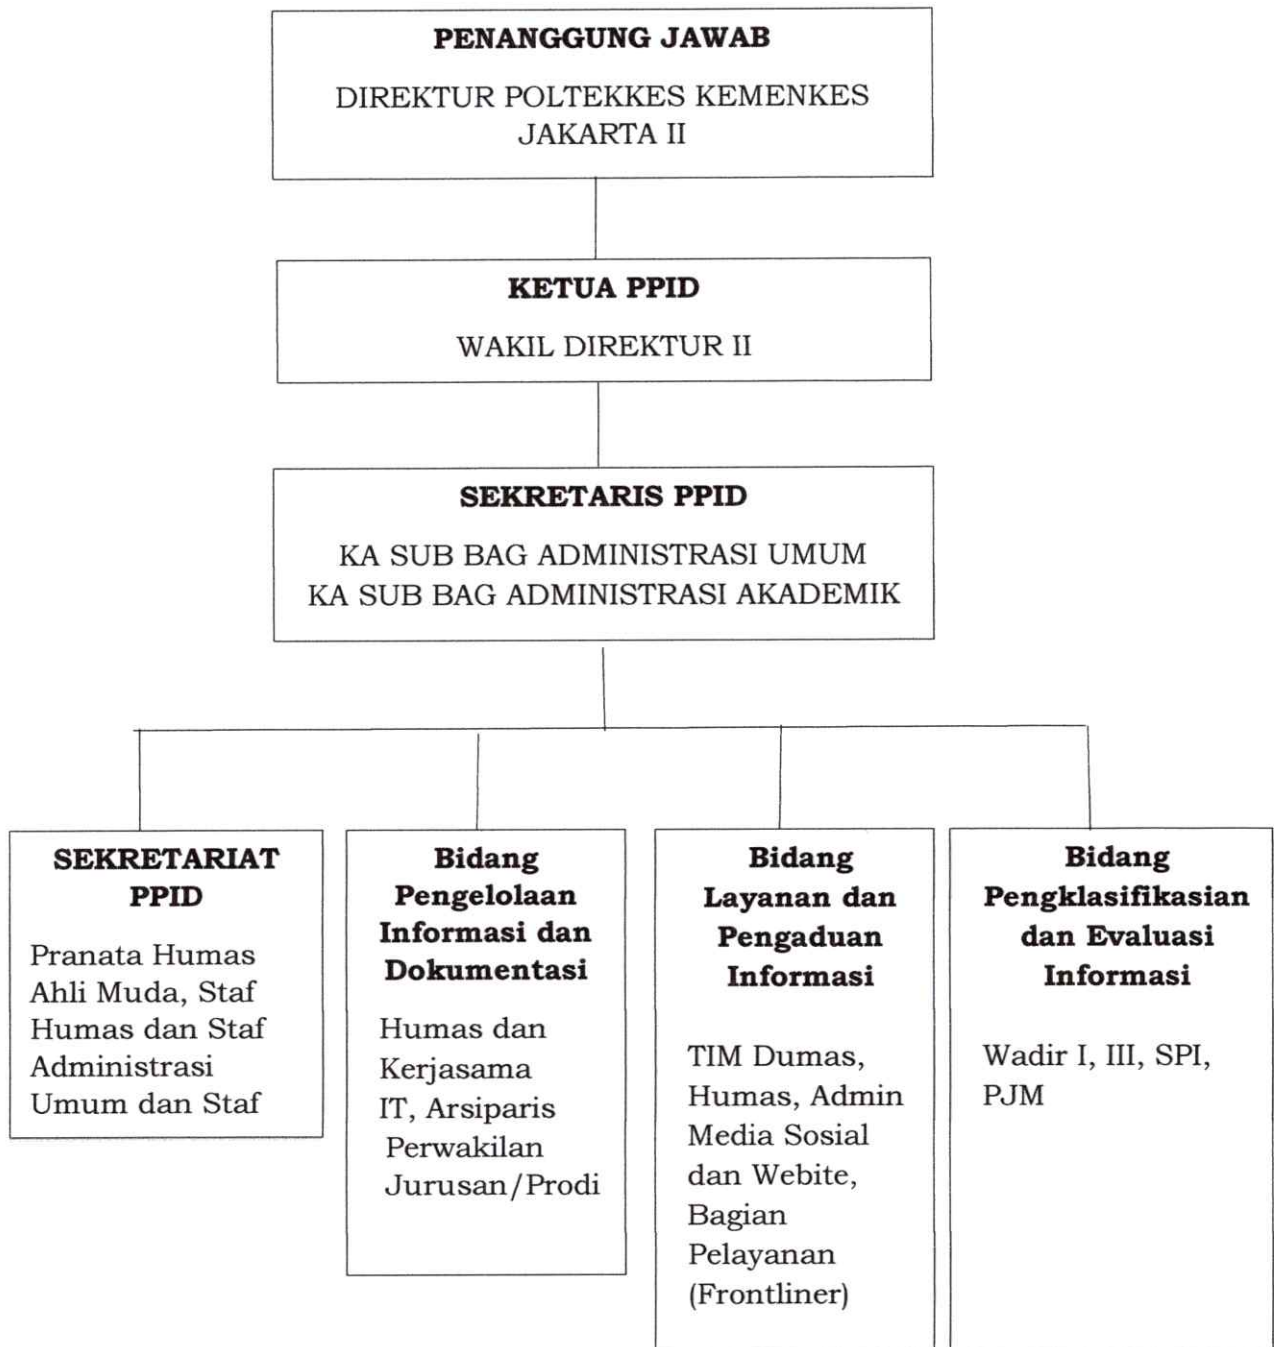 PENANGGUNG JAWAB
DIREKTUR POLTEKKES KEMENKES
JAKARTA II
KETUA PPID
WAKIL DIREKTUR II
SEKRETARIS PPID
KA SUB BAG ADMINISTRASI UMUM
KA SUB BAG ADMINISTRASI AKADEMIK
SEKRETARIAT
PPID
Pranata Humas
Ahli Muda, Staf
Humas dan Staf
Administrasi
Umum dan Staf
Bidang
Pengelolaan
Informasi dan
Dokumentasi
Humas dan
Kerjasama
IT, Arsiparis
Perwakilan
Jurusan/Prodi
Bidang
Layanan dan
Pengaduan
Informasi
TIM Dumas,
Humas, Admin
Media Sosial
dan Webite,
Bagian
Pelayanan
(Frontliner)
Bidang
Pengklasifikasian
dan Evaluasi
Informasi
Wadir I, III, SPI,
PJM